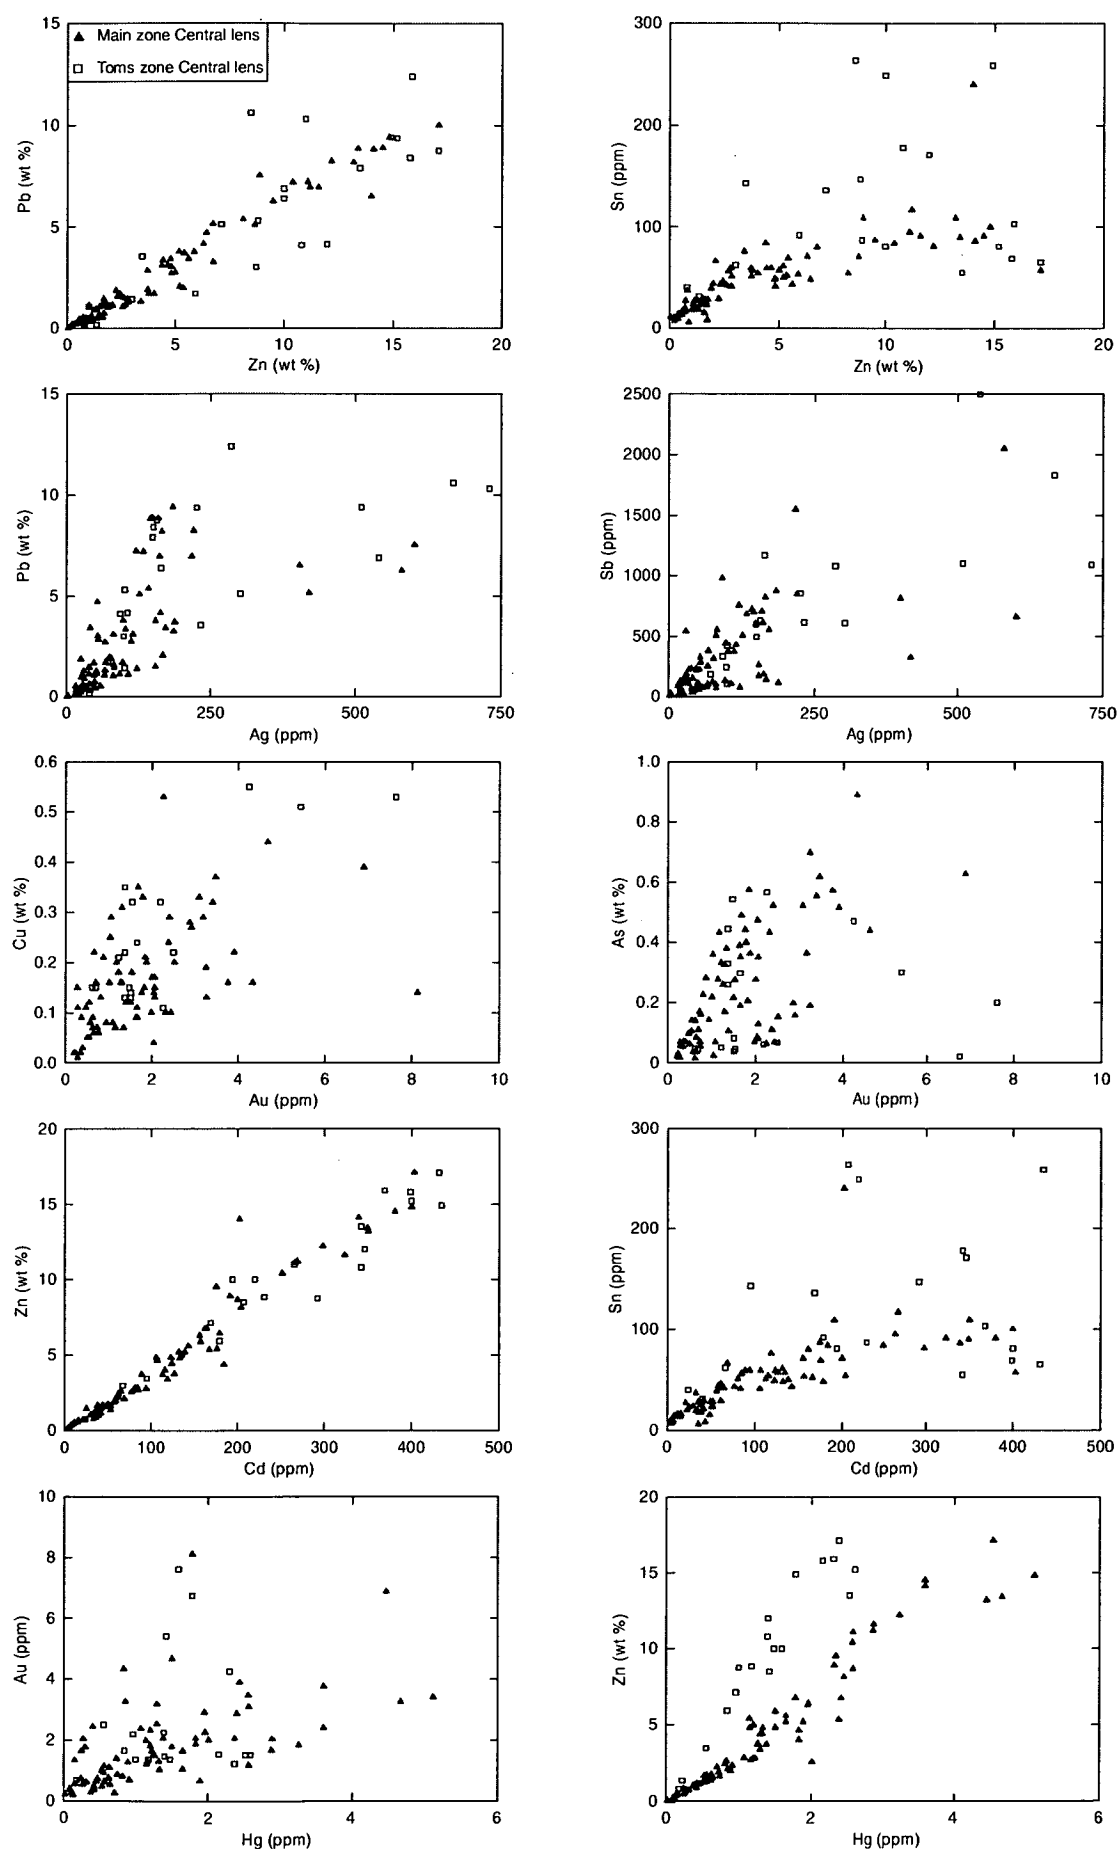 15
10
5
0
Pb (wt %)
▲ Main zone Central lens
□ Toms zone Central lens
0 5 10 15 20
Zn (wt %)
300
200
100
0
Sn (ppm)
0 5 10 15 20
Zn (wt %)
15
10
5
0
Pb (wt %)
0 250 500 750
Ag (ppm)
2500
2000
1500
1000
500
0
Sb (ppm)
0 250 500 750
Ag (ppm)
0.6
0.5
0.4
0.3
0.2
0.1
0.0
Cu (wt %)
0 2 4 6 8 10
Au (ppm)
1.0
0.8
0.6
0.4
0.2
0
As (wt %)
0 2 4 6 8 10
Au (ppm)
20
15
10
5
0
Zn (wt %)
0 100 200 300 400 500
Cd (ppm)
300
200
100
0
Sn (ppm)
0 100 200 300 400 500
Cd (ppm)
10
8
6
4
2
0
Au (ppm)
0 2 4 6
Hg (ppm)
20
15
10
5
0
Zn (wt %)
0 2 4 6
Hg (ppm)